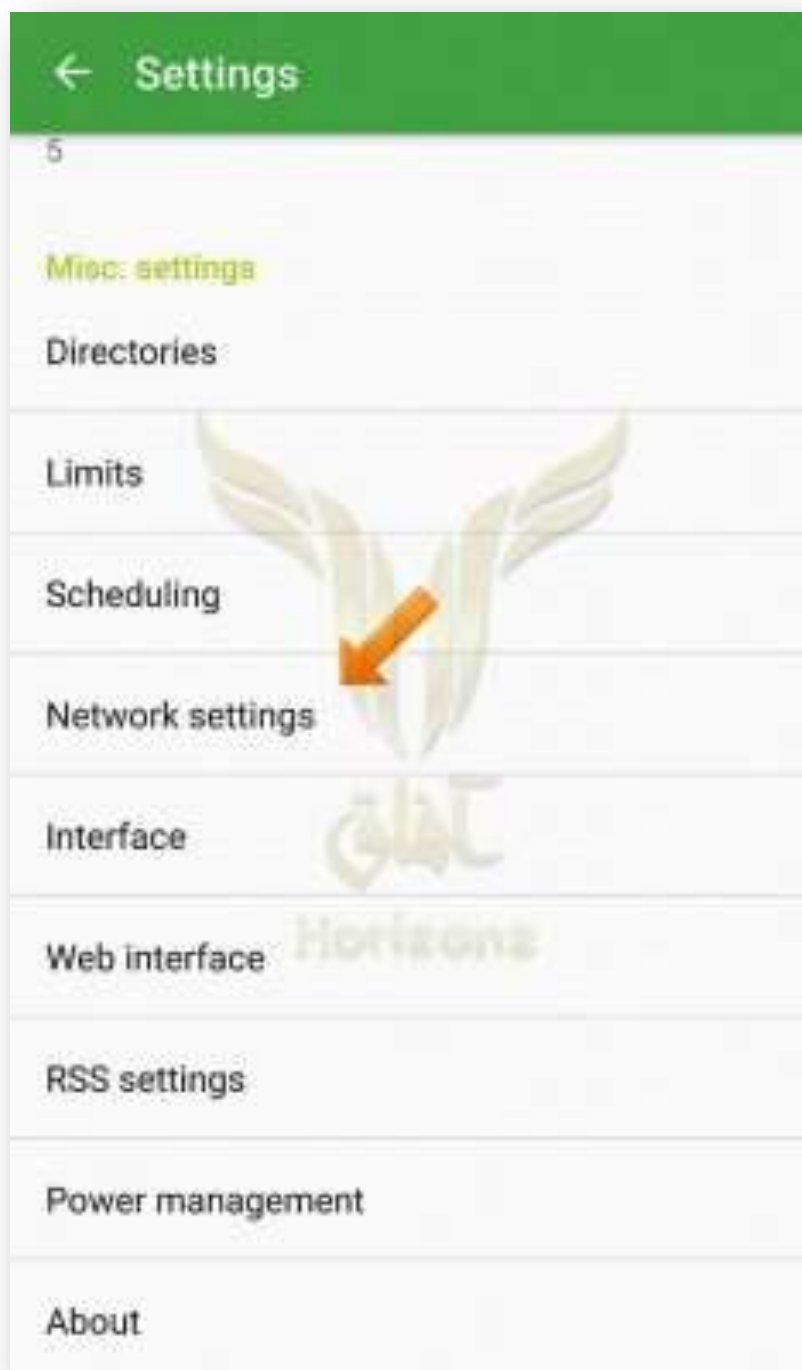 Settings
5
Misc. settings
Directories
Limits
Scheduling
Network settings
آفاق
Interface
Horizons
Web interface
RSS settings
Power management
About